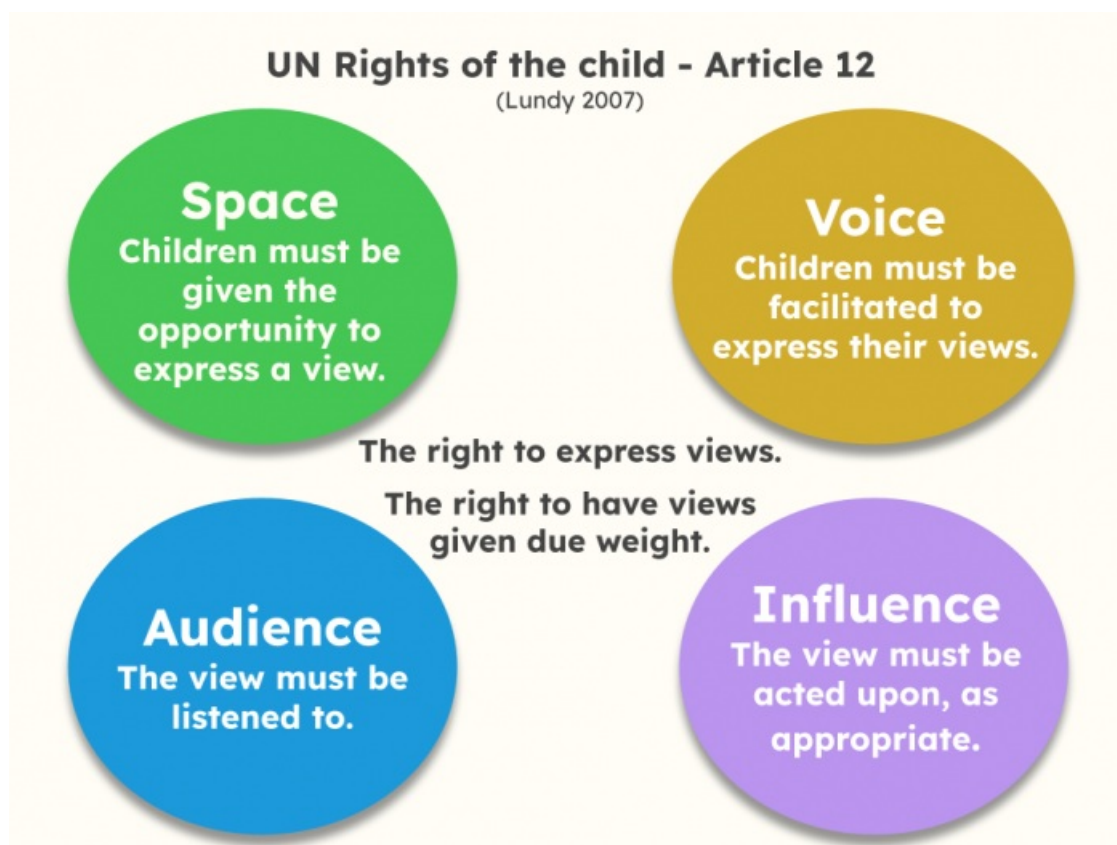 UN Rights of the child - Article 12
(Lundy 2007)
Space
Children must be
given the
opportunity to
express a view.
Voice
Children must be
facilitated to
express their views.
The right to express views.
The right to have views
given due weight.
Audience
The view must be
listened to.
Influence
The view must be
acted upon, as
appropriate.